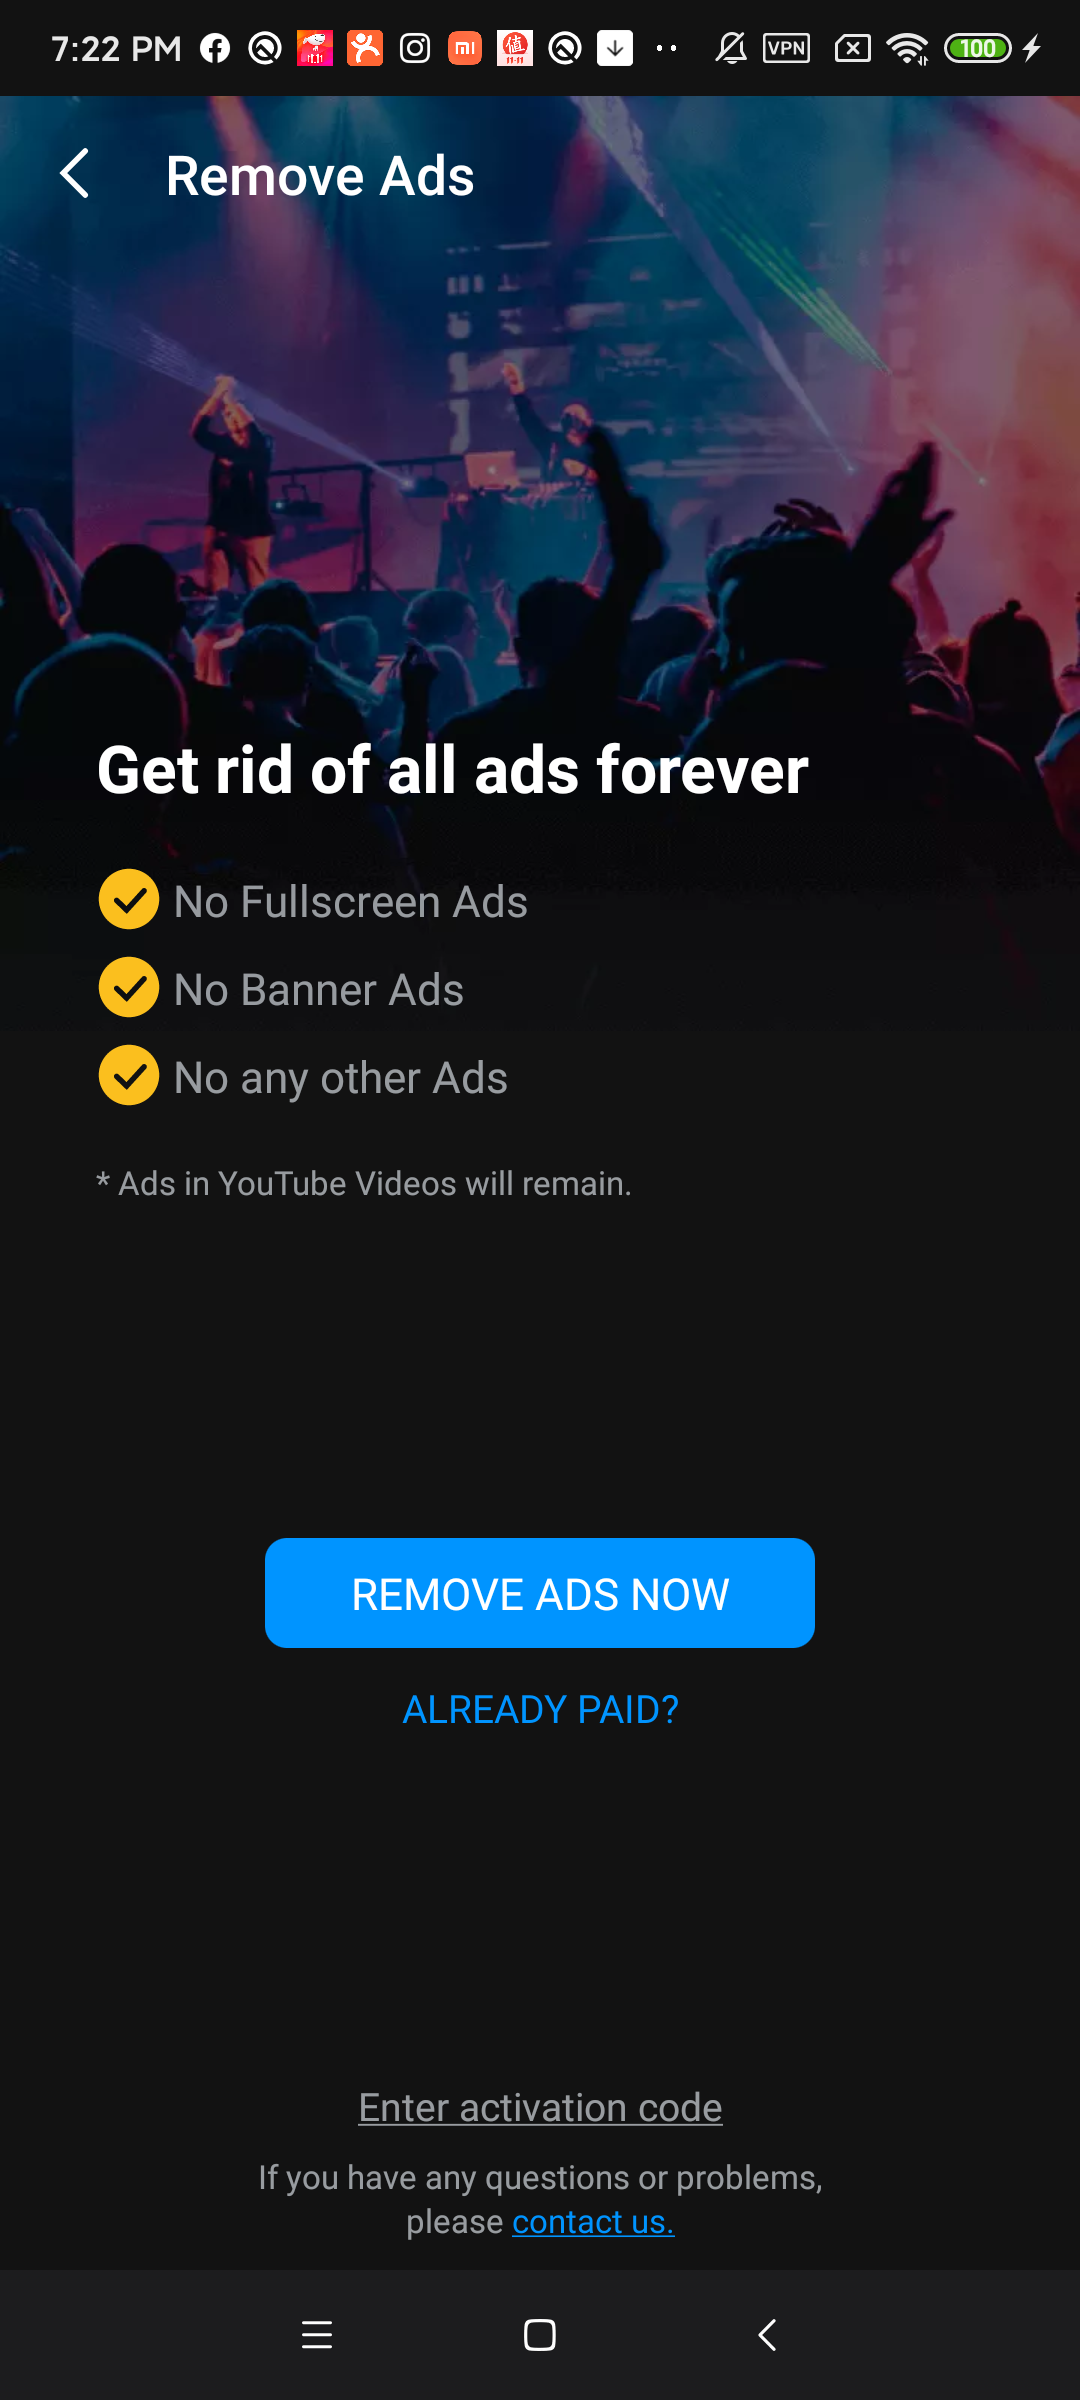 7:22 PM
VPN
100
Remove Ads
Get rid of all ads forever
No Fullscreen Ads
No Banner Ads
No any other Ads
* Ads in YouTube Videos will remain.
REMOVE ADS NOW
ALREADY PAID?
Enter activation code
If you have any questions or problems,
please contact us.